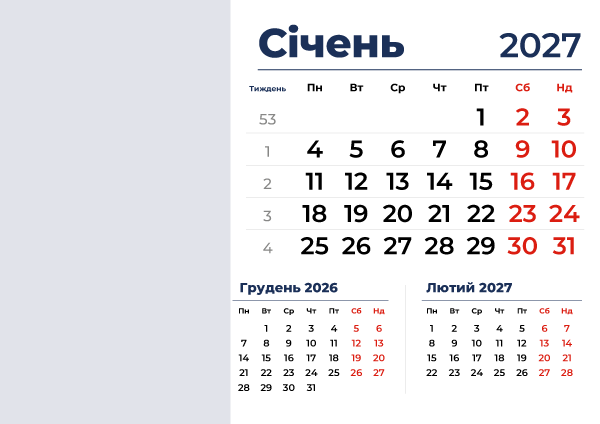 Січень 2027
Тиждень Пн Вт Ср Чт Пт Сб Нд
53 1 2 3
1 4 5 6 7 8 9 10
2 11 12 13 14 15 16 17
3 18 19 20 21 22 23 24
4 25 26 27 28 29 30 31
Грудень 2026
Пн Вт Ср Чт Пт Сб Нд
1 2 3 4 5 6
7 8 9 10 11 12 13
14 15 16 17 18 19 20
21 22 23 24 25 26 27
28 29 30 31
Лютий 2027
Пн Вт Ср Чт Пт Сб Нд
1 2 3 4 5 6 7
8 9 10 11 12 13 14
15 16 17 18 19 20 21
22 23 24 25 26 27 28